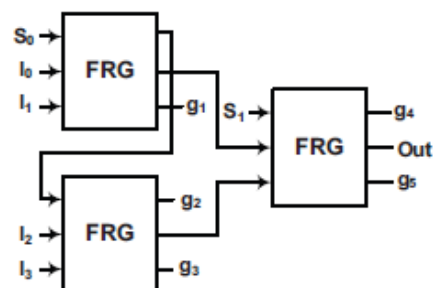 S₀
I₀ FRG
I₁ g₁
S₁ g₄
FRG Out
g₅
g₂
I₂ FRG
I₃ g₃